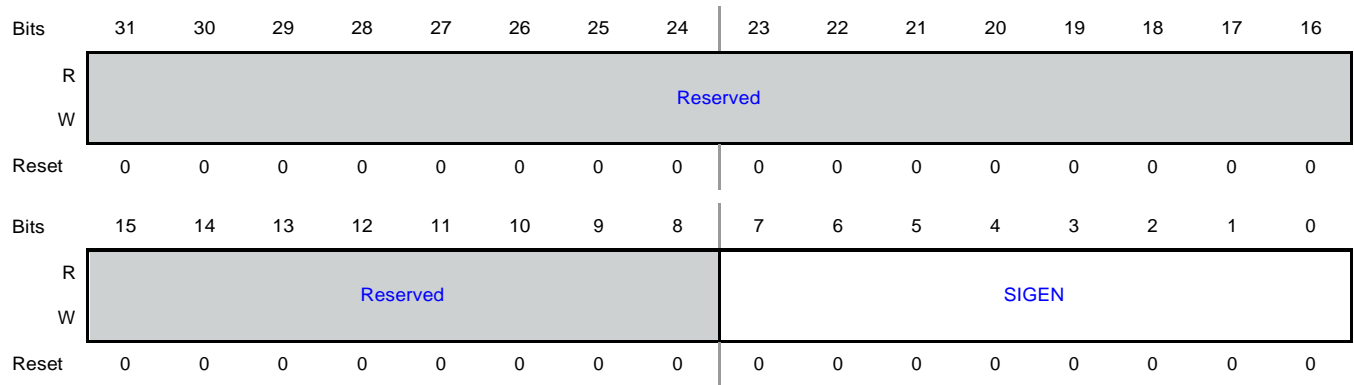 Bits 31 30 29 28 27 26 25 24 23 22 21 20 19 18 17 16
R
Reserved
W
Reset 0 0 0 0 0 0 0 0 0 0 0 0 0 0 0 0
Bits 15 14 13 12 11 10 9 8 7 6 5 4 3 2 1 0
R
Reserved SIGEN
W
Reset 0 0 0 0 0 0 0 0 0 0 0 0 0 0 0 0